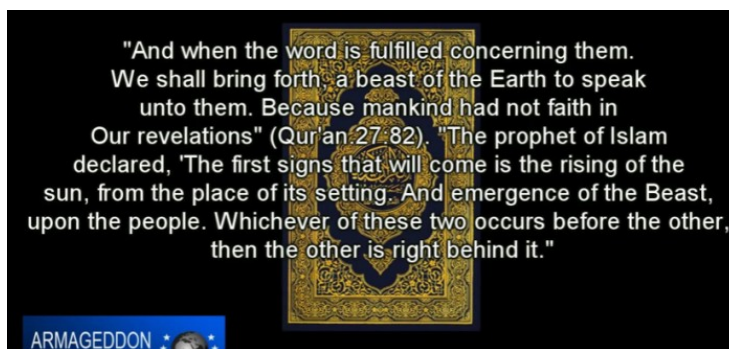 "And when the word is fulfilled concerning them.
We shall bring forth, a beast of the Earth to speak
unto them. Because mankind had not faith in
Our revelations" (Qur'an 27:82). "The prophet of Islam
declared, 'The first signs that will come is the rising of the
sun, from the place of its setting. And emergence of the Beast,
upon the people. Whichever of these two occurs before the other,
then the other is right behind it."
ARMAGEDDON